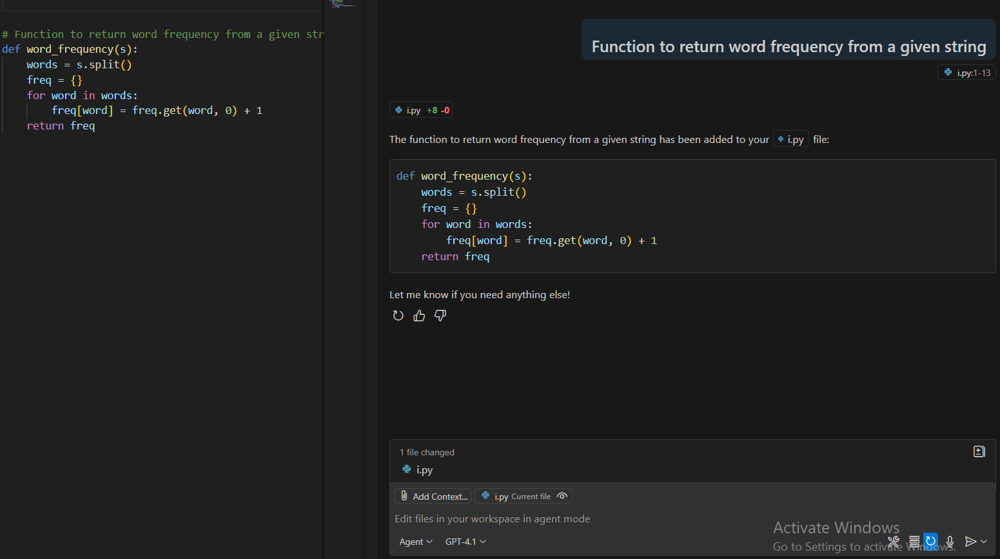 # Function to return word frequency from a given str
def word_frequency(s):
    words = s.split()
    freq = {}
    for word in words:
        freq[word] = freq.get(word, 0) + 1
    return freq
Function to return word frequency from a given string
i.py:1-13
i.py +8 -0
The function to return word frequency from a given string has been added to your i.py file:
def word_frequency(s):
    words = s.split()
    freq = {}
    for word in words:
        freq[word] = freq.get(word, 0) + 1
    return freq
Let me know if you need anything else!
1 file changed
i.py
Add Context... i.py Current file
Edit files in your workspace in agent mode
Agent GPT-4.1
Activate Windows
Go to Settings to activate Windows.